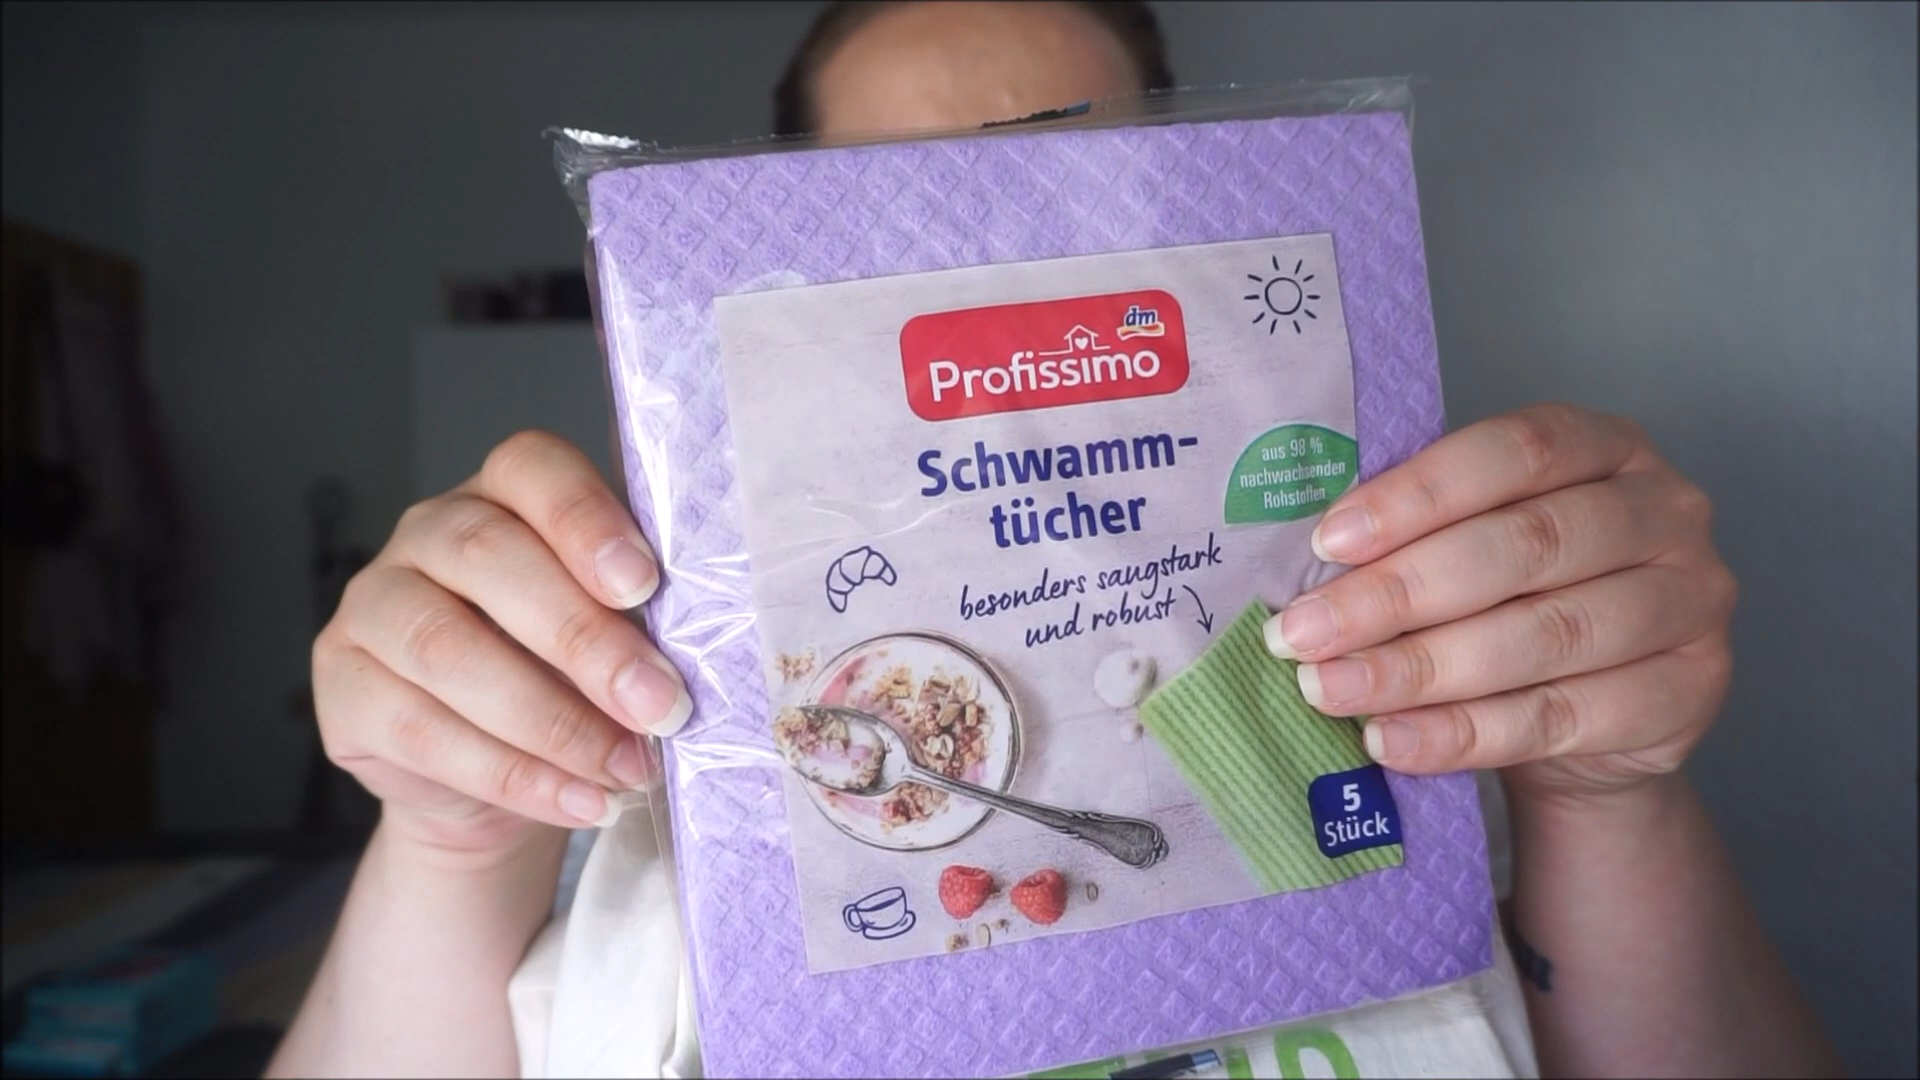 dm
Profissimo
Schwamm-
tücher
aus 98 %
nachwachsenden
Rohstoffen
besonders saugstark
und robust
5
Stück